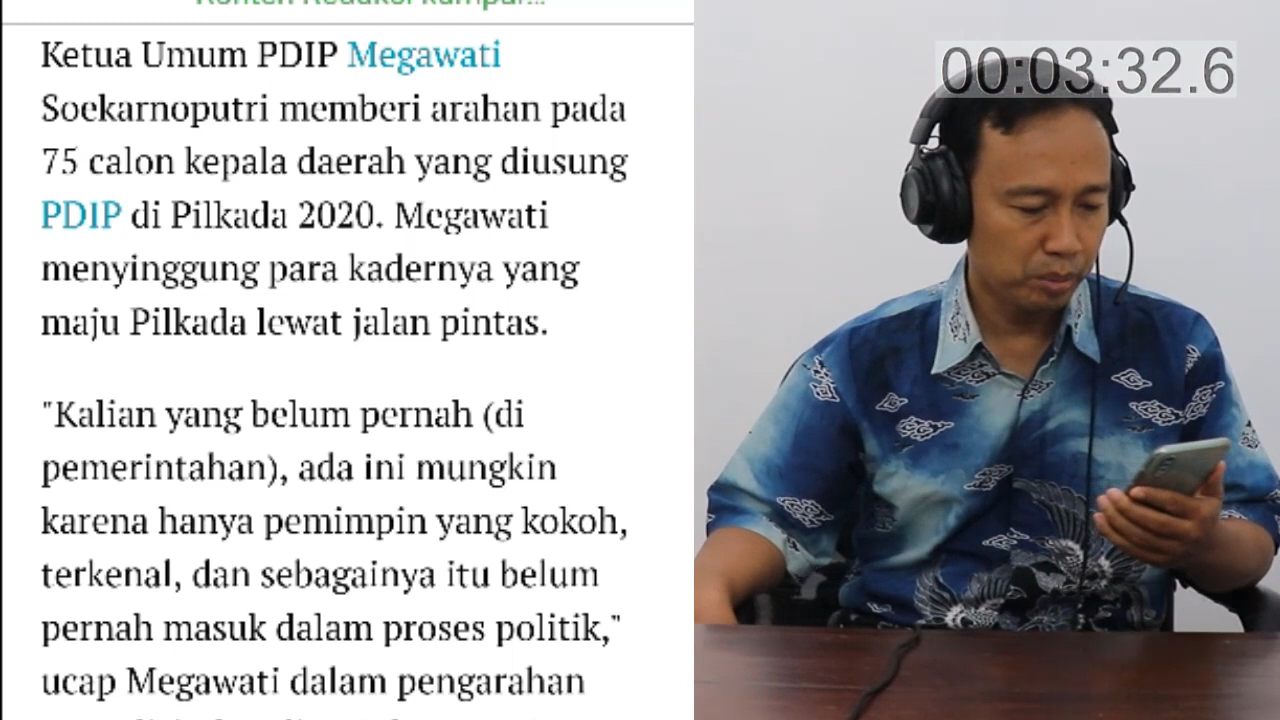 Konten Redaksi kumpar...
Ketua Umum PDIP Megawati
Soekarnoputri memberi arahan pada
75 calon kepala daerah yang diusung
PDIP di Pilkada 2020. Megawati
menyinggung para kadernya yang
maju Pilkada lewat jalan pintas.
"Kalian yang belum pernah (di
pemerintahan), ada ini mungkin
karena hanya pemimpin yang kokoh,
terkenal, dan sebagainya itu belum
pernah masuk dalam proses politik,"
ucap Megawati dalam pengarahan
00:03:32.6